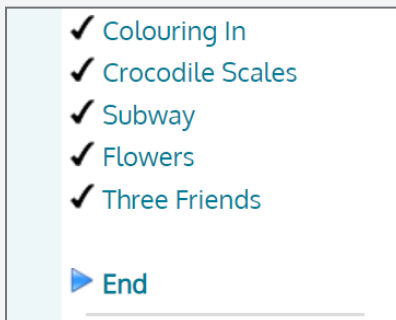 Colouring In
Crocodile Scales
Subway
Flowers
Three Friends
End